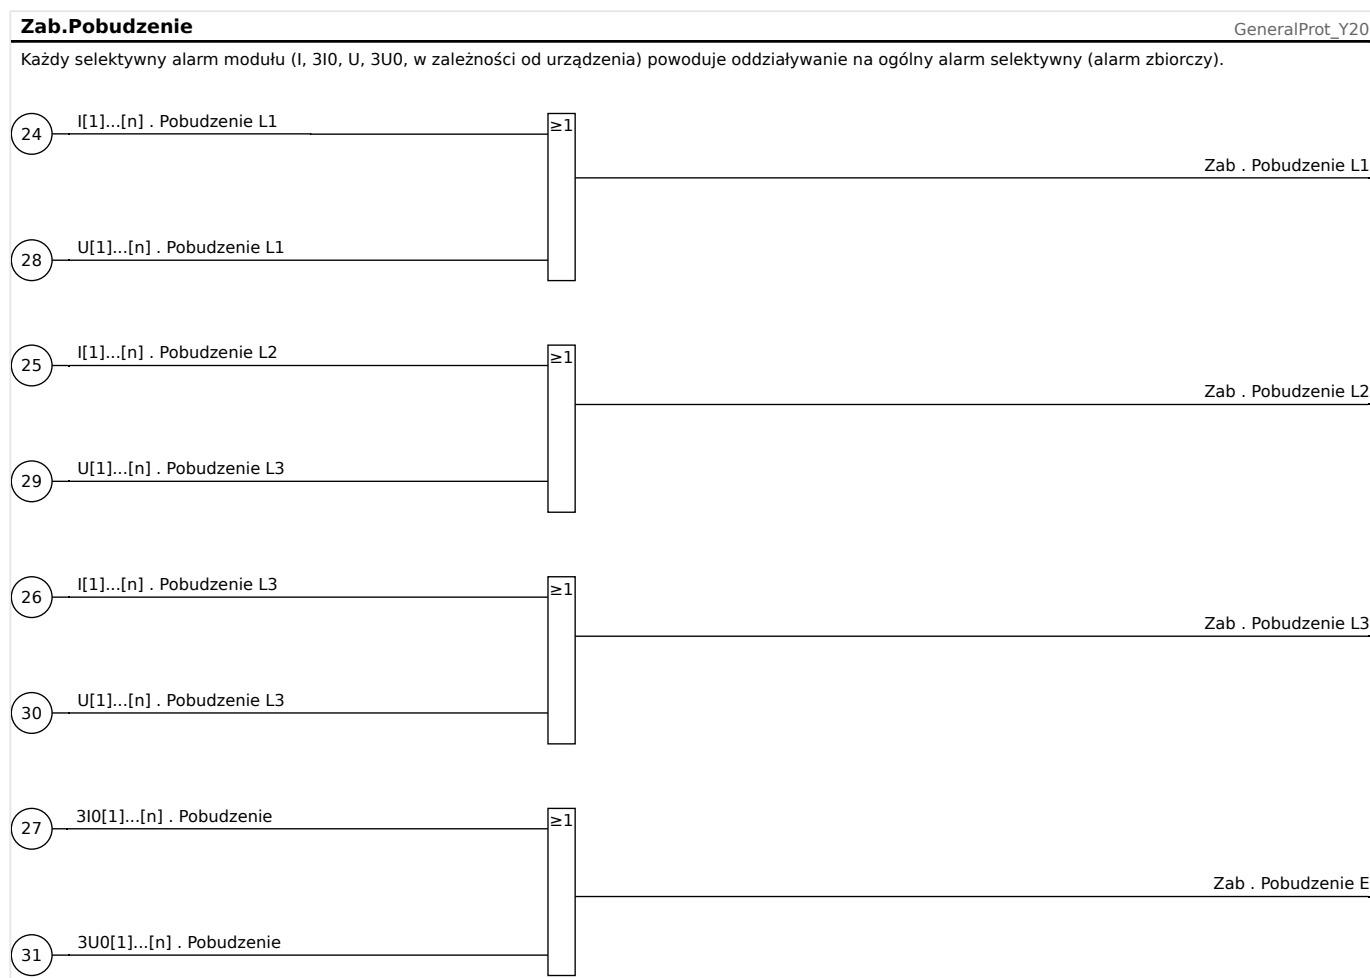 Zab.Pobudzenie
GeneralProt_Y20
Każdy selektywny alarm modułu (I, 3I0, U, 3U0, w zależności od urządzenia) powoduje oddziaływanie na ogólny alarm selektywny (alarm zbiorczy).
24
I[1]...[n] . Pobudzenie L1
≥1
Zab . Pobudzenie L1
28
U[1]...[n] . Pobudzenie L1
25
I[1]...[n] . Pobudzenie L2
≥1
Zab . Pobudzenie L2
29
U[1]...[n] . Pobudzenie L3
26
I[1]...[n] . Pobudzenie L3
≥1
Zab . Pobudzenie L3
30
U[1]...[n] . Pobudzenie L3
27
3I0[1]...[n] . Pobudzenie
≥1
Zab . Pobudzenie E
31
3U0[1]...[n] . Pobudzenie